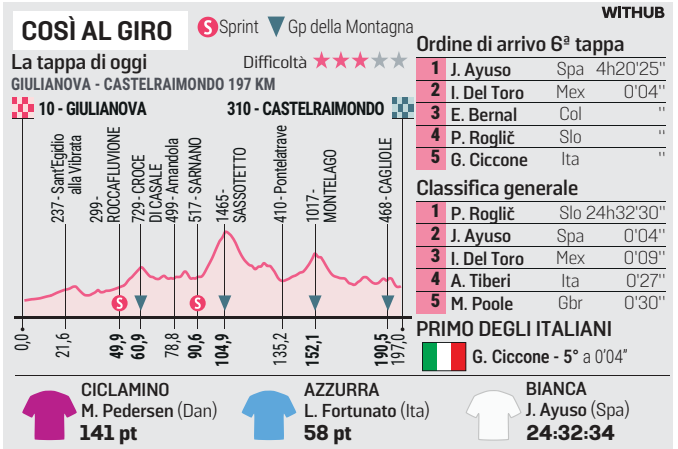 WITHUB
COSÌ AL GIRO
S Sprint Gp della Montagna
La tappa di oggi
Difficoltà
GIULIANOVA - CASTELRAIMONDO 197 KM
10 - GIULIANOVA
310 - CASTELRAIMONDO
237 - Sant'Egidio
alla Vibrata
299 -
ROCCAFLUVIONE
729 - CROCE
DI CASALE
499 - Amandola
517 - SARNANO
1465 -
SASSOTETTO
410 - Pontelatrave
1017 -
MONTELAGO
468 - CAGLIOLE
S
S
0,0
21,6
49,9
60,9
78,8
90,6
104,9
135,2
152,1
190,5
197,0
Ordine di arrivo 6ª tappa
1 J. Ayuso Spa 4h20'25"
2 I. Del Toro Mex 0'04"
3 E. Bernal Col "
4 P. Roglič Slo "
5 G. Ciccone Ita "
Classifica generale
1 P. Roglič Slo 24h32'30"
2 J. Ayuso Spa 0'04"
3 I. Del Toro Mex 0'09"
4 A. Tiberi Ita 0'27"
5 M. Poole Gbr 0'30"
PRIMO DEGLI ITALIANI
G. Ciccone - 5° a 0'04"
CICLAMINO
M. Pedersen (Dan)
141 pt
AZZURRA
L. Fortunato (Ita)
58 pt
BIANCA
J. Ayuso (Spa)
24:32:34